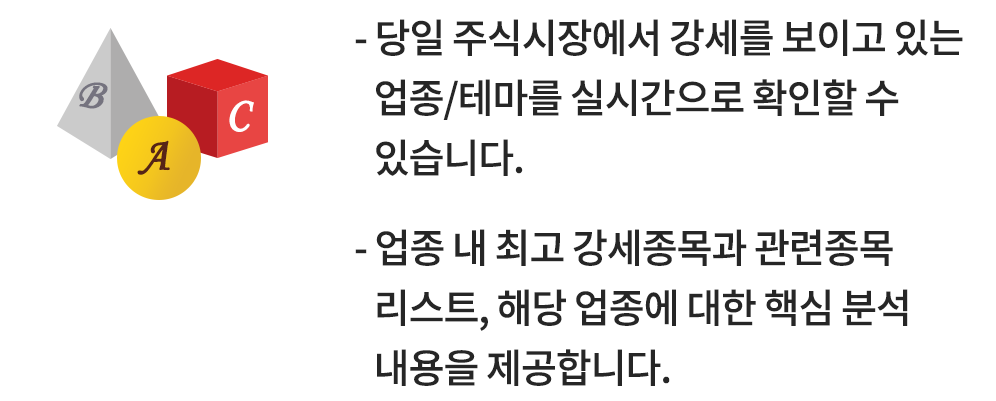 B
A
C
- 당일 주식시장에서 강세를 보이고 있는
업종/테마를 실시간으로 확인할 수
있습니다.
- 업종 내 최고 강세종목과 관련종목
리스트, 해당 업종에 대한 핵심 분석
내용을 제공합니다.